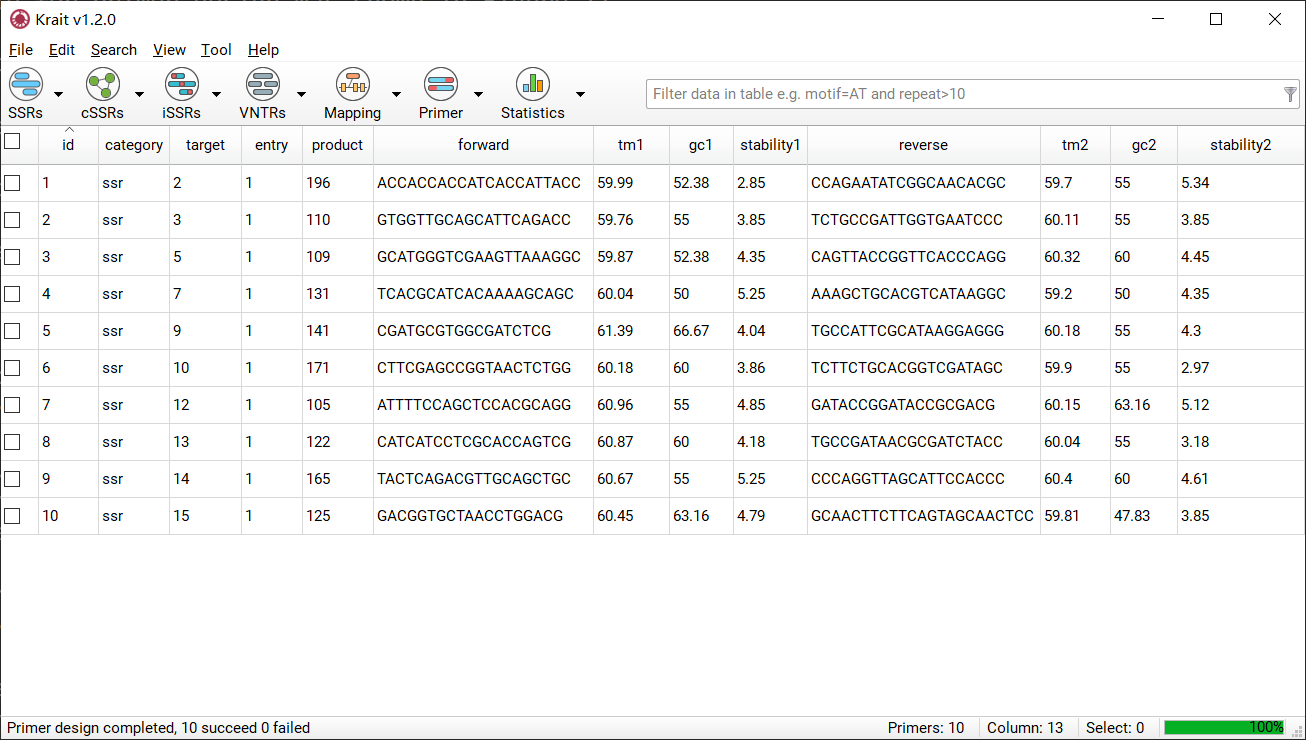 Krait v1.2.0
File Edit Search View Tool Help
SSRs cSSRs iSSRs VNTRs Mapping Primer Statistics Filter data in table e.g. motif=AT and repeat>10
id category target entry product forward tm1 gc1 stability1 reverse tm2 gc2 stability2
1 ssr 2 1 196 ACCACCACCATCACCATTACC 59.99 52.38 2.85 CCAGAATATCGGCAACACGC 59.7 55 5.34
2 ssr 3 1 110 GTGGTTGCAGCATTCAGACC 59.76 55 3.85 TCTGCCGATTGGTGAATCCC 60.11 55 3.85
3 ssr 5 1 109 GCATGGGTCGAAGTTAAAGGC 59.87 52.38 4.35 CAGTTACCGGTTCACCCAGG 60.32 60 4.45
4 ssr 7 1 131 TCACGCATCACAAAAGCAGC 60.04 50 5.25 AAAGCTGCACGTCATAAGGC 59.2 50 4.35
5 ssr 9 1 141 CGATGCGTGGCGATCTCG 61.39 66.67 4.04 TGCCATTCGCATAAGGAGGG 60.18 55 4.3
6 ssr 10 1 171 CTTCGAGCCGGTAACTCTGG 60.18 60 3.86 TCTTCTGCACGGTCGATAGC 59.9 55 2.97
7 ssr 12 1 105 ATTTTCCAGCTCCACGCAGG 60.96 55 4.85 GATACCGGATACCGCGACG 60.15 63.16 5.12
8 ssr 13 1 122 CATCATCCTCGCACCAGTCG 60.87 60 4.18 TGCCGATAACGCGATCTACC 60.04 55 3.18
9 ssr 14 1 165 TACTCAGACGTTGCAGCTGC 60.67 55 5.25 CCCAGGTTAGCATTCCACCC 60.4 60 4.61
10 ssr 15 1 125 GACGGTGCTAACCTGGACG 60.45 63.16 4.79 GCAACTTCTTCAGTAGCAACTCC 59.81 47.83 3.85
Primer design completed, 10 succeed 0 failed Primers: 10 Column: 13 Select: 0 100%